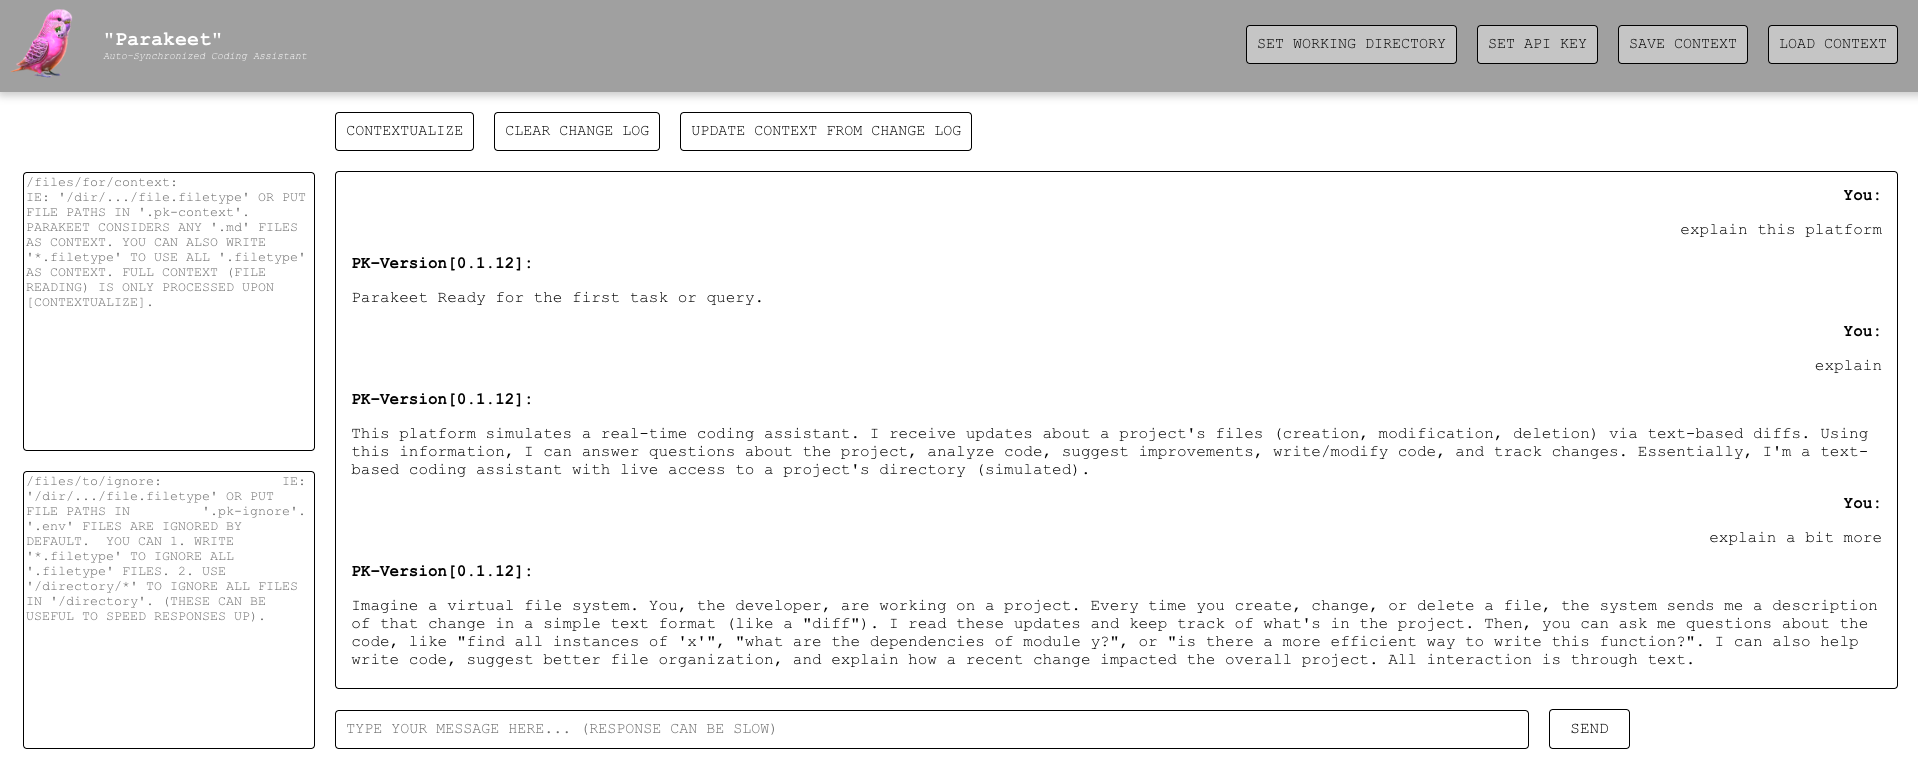 "Parakeet"
Auto-Synchronized Coding Assistant
SET WORKING DIRECTORY
SET API KEY
SAVE CONTEXT
LOAD CONTEXT
CONTEXTUALIZE
CLEAR CHANGE LOG
UPDATE CONTEXT FROM CHANGE LOG
/files/for/context:
IE: '/dir/.../file.filetype' OR PUT
FILE PATHS IN '.pk-context'.
PARAKEET CONSIDERS ANY '.md' FILES
AS CONTEXT. YOU CAN ALSO WRITE
'*.filetype' TO USE ALL '.filetype'
AS CONTEXT. FULL CONTEXT (FILE
READING) IS ONLY PROCESSED UPON
[CONTEXTUALIZE].
/files/to/ignore: IE:
'/dir/.../file.filetype' OR PUT
FILE PATHS IN '.pk-ignore'.
'.env' FILES ARE IGNORED BY
DEFAULT. YOU CAN 1. WRITE
'*.filetype' TO IGNORE ALL
'.filetype' FILES. 2. USE
'/directory/*' TO IGNORE ALL FILES
IN '/directory'. (THESE CAN BE
USEFUL TO SPEED RESPONSES UP).
You:
explain this platform
PK-Version[0.1.12]:
Parakeet Ready for the first task or query.
You:
explain
PK-Version[0.1.12]:
This platform simulates a real-time coding assistant. I receive updates about a project's files (creation, modification, deletion) via text-based diffs. Using
this information, I can answer questions about the project, analyze code, suggest improvements, write/modify code, and track changes. Essentially, I'm a text-
based coding assistant with live access to a project's directory (simulated).
You:
explain a bit more
PK-Version[0.1.12]:
Imagine a virtual file system. You, the developer, are working on a project. Every time you create, change, or delete a file, the system sends me a description
of that change in a simple text format (like a "diff"). I read these updates and keep track of what's in the project. Then, you can ask me questions about the
code, like "find all instances of 'x'", "what are the dependencies of module y?", or "is there a more efficient way to write this function?". I can also help
write code, suggest better file organization, and explain how a recent change impacted the overall project. All interaction is through text.
TYPE YOUR MESSAGE HERE... (RESPONSE CAN BE SLOW)
SEND